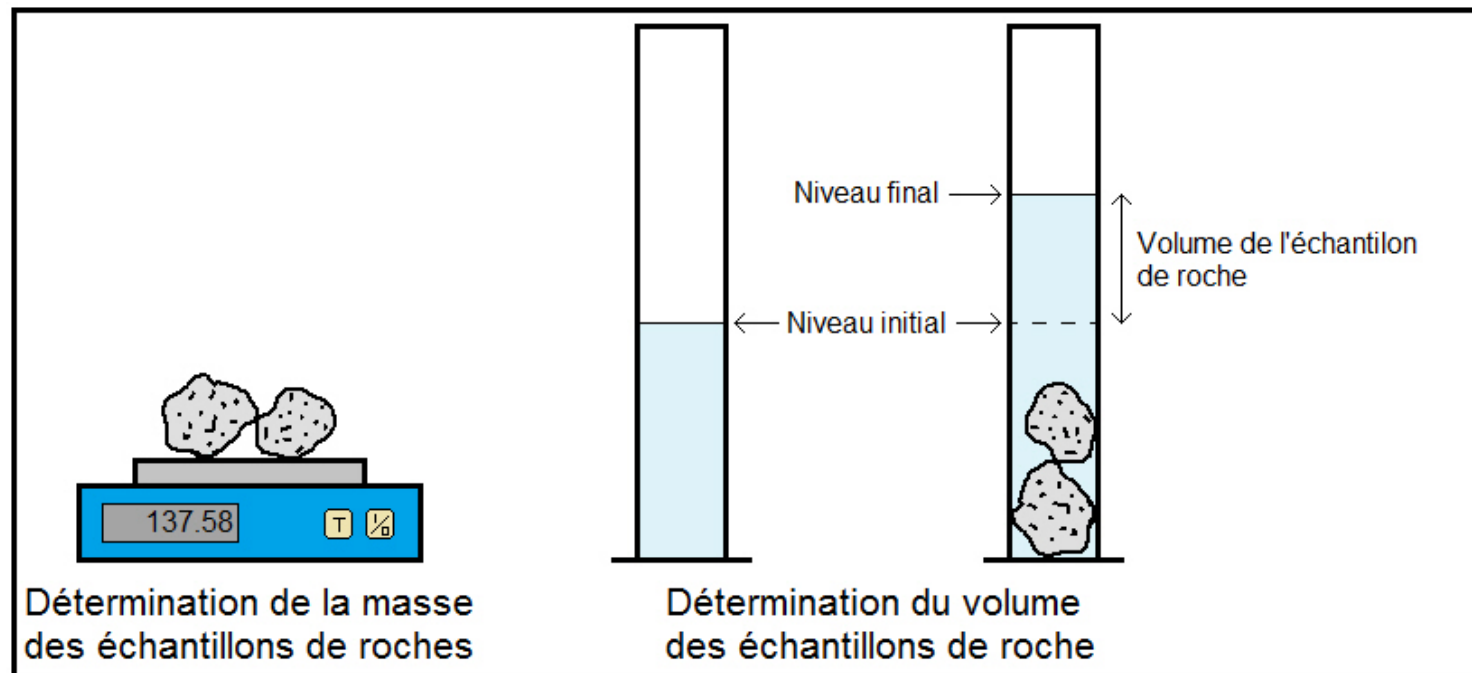 Niveau final
Volume de l'échantilon
de roche
Niveau initial
137.58
T
I/o
Détermination de la masse
des échantillons de roches
Détermination du volume
des échantillons de roche